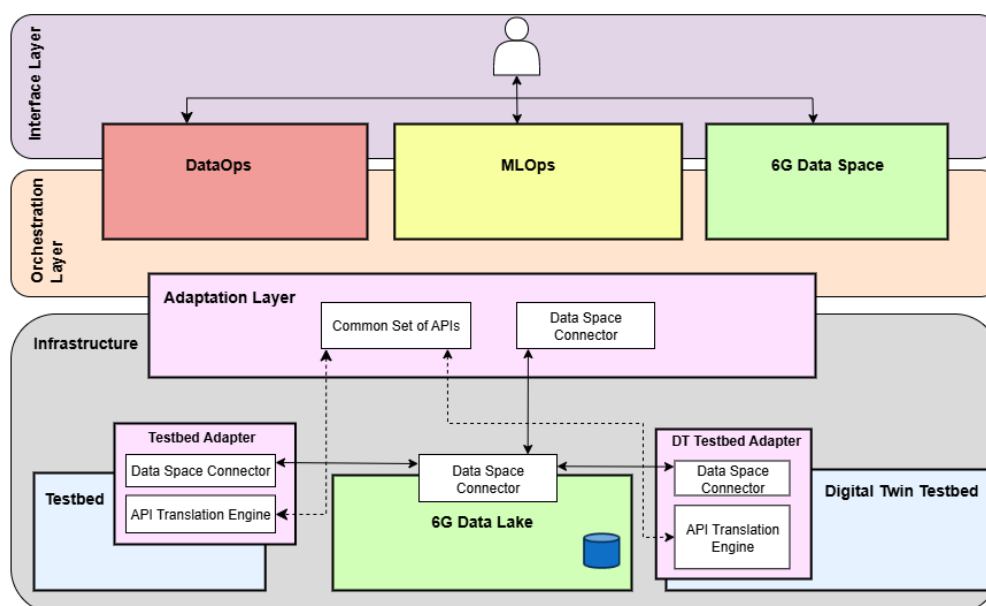 Interface Layer
DataOps
MLOps
6G Data Space
Orchestration
Layer
Adaptation Layer
Common Set of APIs
Data Space
Connector
Infrastructure
Testbed Adapter
Data Space Connector
API Translation Engine
Testbed
Data Space
Connector
6G Data Lake
DT Testbed Adapter
Data Space
Connector
API Translation
Engine
Digital Twin Testbed